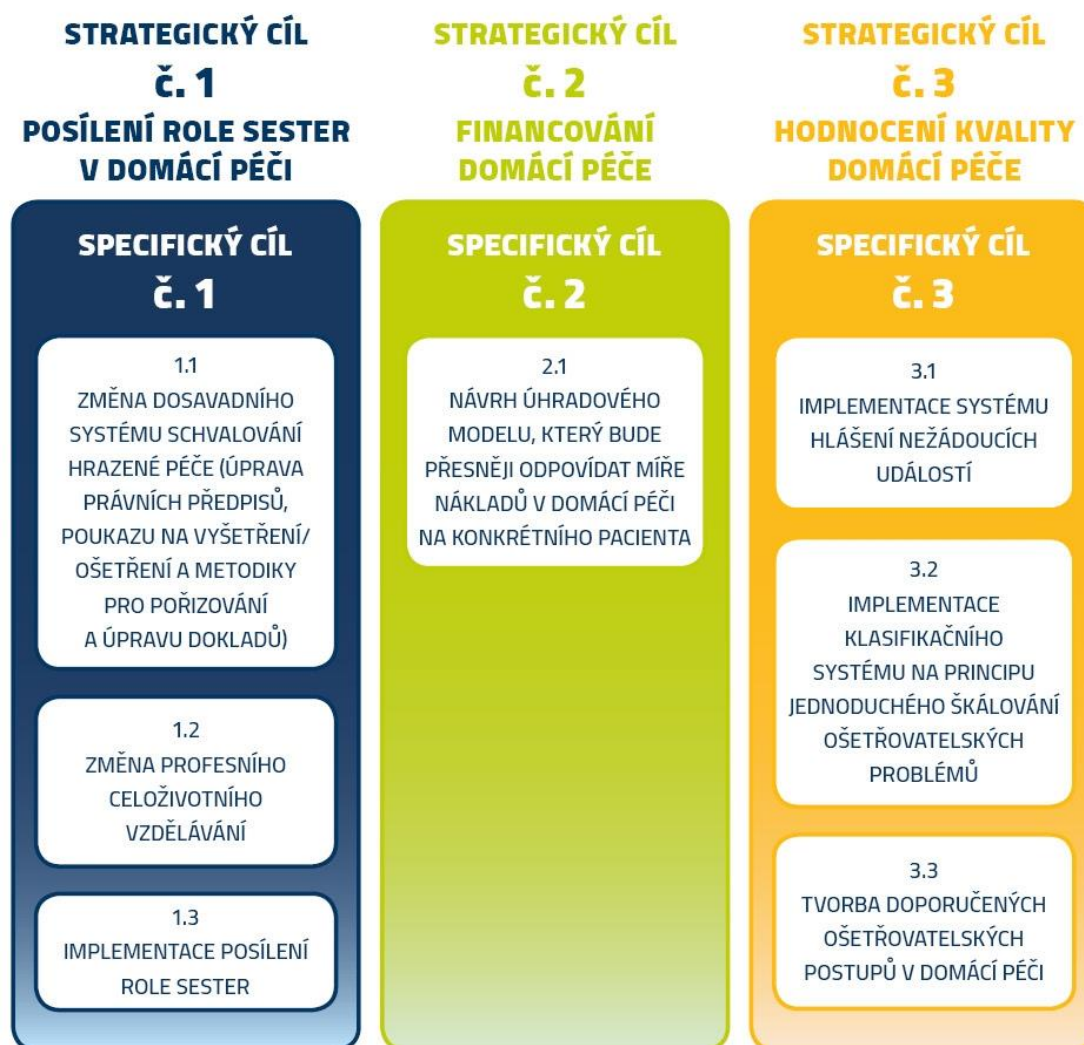 STRATEGICKÝ CÍL
č. 1
POSÍLENÍ ROLE SESTER
V DOMÁCÍ PÉČI
SPECIFICKÝ CÍL
č. 1
1.1
ZMĚNA DOSAVADNÍHO
SYSTÉMU SCHVALOVÁNÍ
HRAZENÉ PÉČE (ÚPRAVA
PRÁVNÍCH PŘEDPISŮ,
POUKAZU NA VYŠETŘENÍ/
OŠETŘENÍ A METODIKY
PRO POŘIZOVÁNÍ
A ÚPRAVU DOKLADŮ)
1.2
ZMĚNA PROFESNÍHO
CELOŽIVOTNÍHO
VZDĚLÁVÁNÍ
1.3
IMPLEMENTACE POSÍLENÍ
ROLE SESTER
STRATEGICKÝ CÍL
č. 2
FINANCOVÁNÍ
DOMÁCÍ PÉČE
SPECIFICKÝ CÍL
č. 2
2.1
NÁVRH ÚHRADOVÉHO
MODELU, KTERÝ BUDE
PŘESNĚJI ODPOVÍDAT MÍŘE
NÁKLADŮ V DOMÁCÍ PÉČI
NA KONKRÉTNÍHO PACIENTA
STRATEGICKÝ CÍL
č. 3
HODNOCENÍ KVALITY
DOMÁCÍ PÉČE
SPECIFICKÝ CÍL
č. 3
3.1
IMPLEMENTACE SYSTÉMU
HLÁŠENÍ NEŽÁDOUCÍCH
UDÁLOSTÍ
3.2
IMPLEMENTACE
KLASIFIKAČNÍHO
SYSTÉMU NA PRINCIPU
JEDNODUCHÉHO ŠKÁLOVÁNÍ
OŠETŘOVATELSKÝCH
PROBLÉMŮ
3.3
TVORBA DOPORUČENÝCH
OŠETŘOVATELSKÝCH
POSTUPŮ V DOMÁCÍ PÉČI